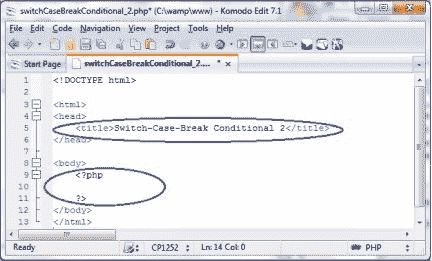 switchCaseBreakConditional_2.php* (C:\wamp\www) - Komodo Edit 7.1
File Edit Code Navigation View Project Tools Help
Start Page switchCaseBreakConditional_2.... *
1 <!DOCTYPE html>
2
3 <html>
4 <head>
5 <title>Switch-Case-Break Conditional 2</title>
6 </head>
7
8 <body>
9 <?php
10
11 ?>
12 </body>
13 </html>
Ready CP1252 Ln: 14 Col: 0 PHP